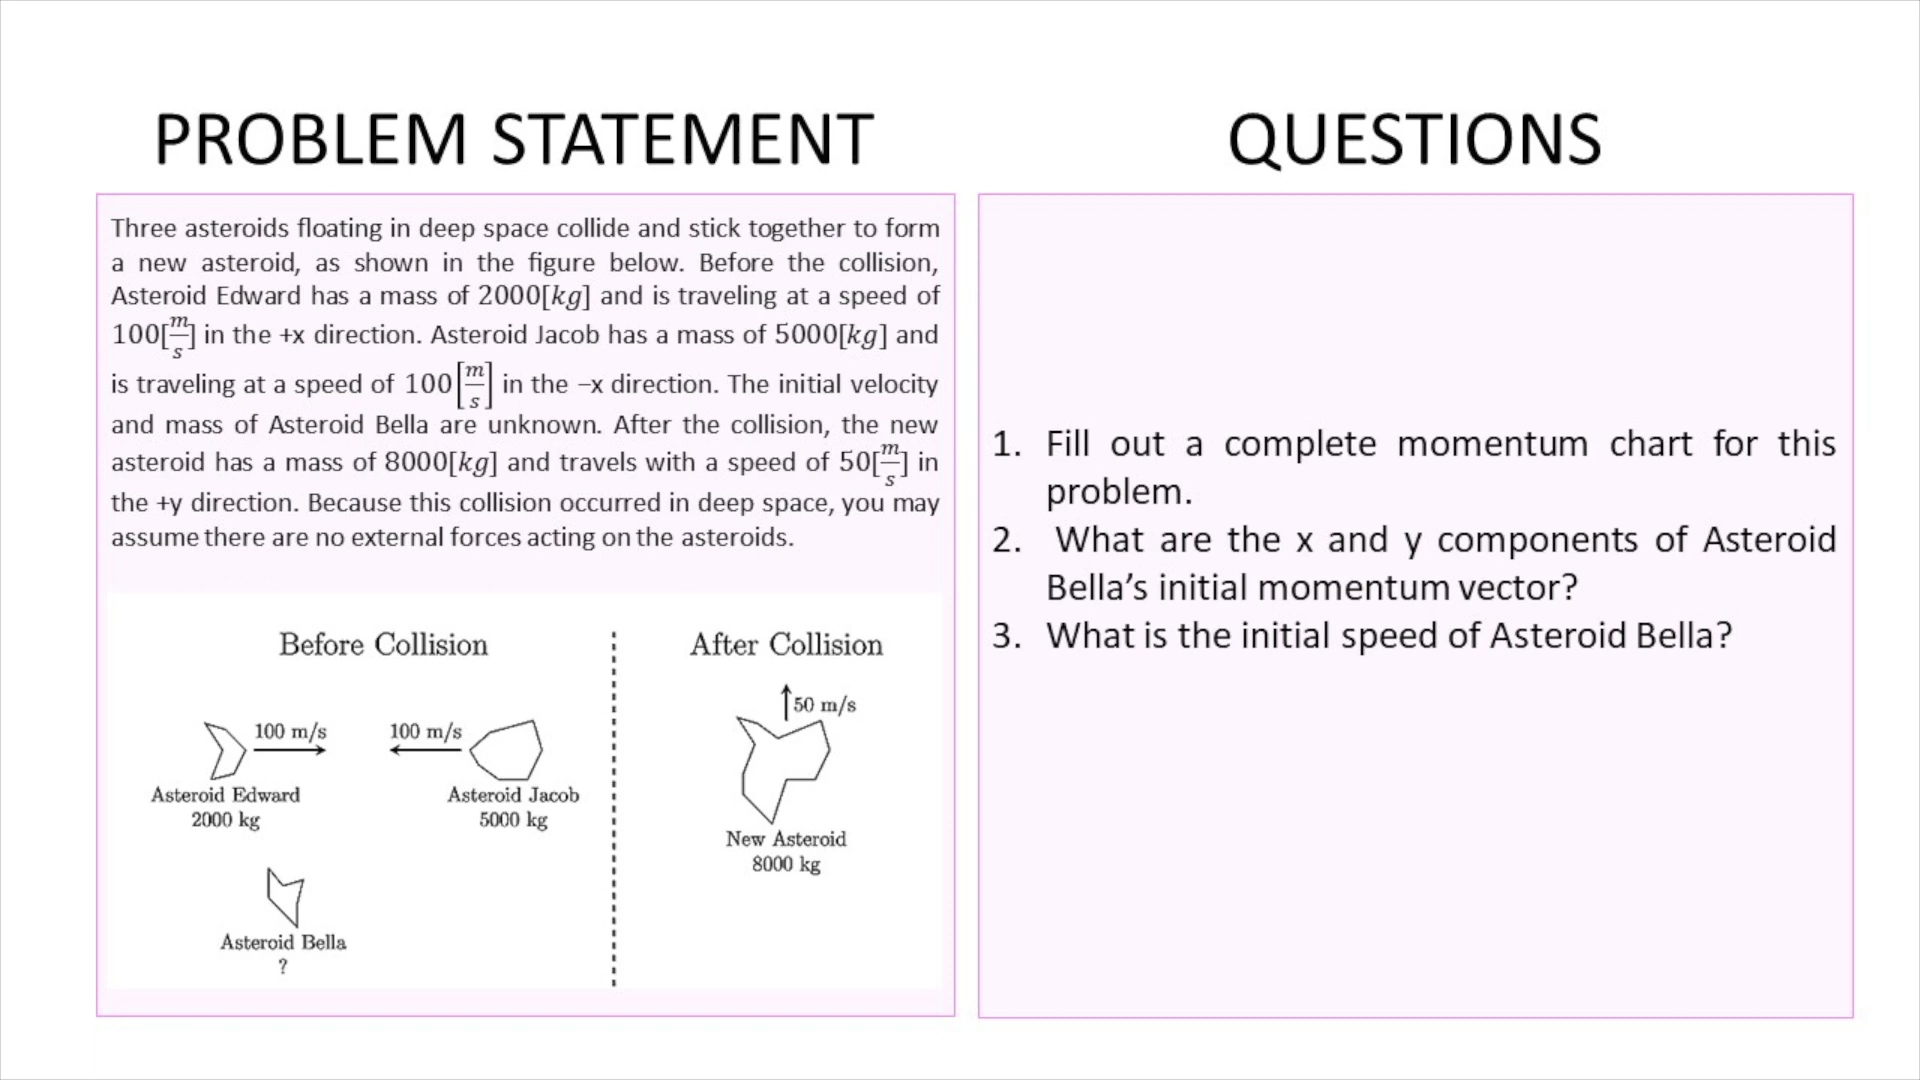 PROBLEM STATEMENT
Three asteroids floating in deep space collide and stick together to form
a new asteroid, as shown in the figure below. Before the collision,
Asteroid Edward has a mass of 2000[kg] and is traveling at a speed of
100[m/s] in the +x direction. Asteroid Jacob has a mass of 5000[kg] and
is traveling at a speed of 100[m/s] in the −x direction. The initial velocity
and mass of Asteroid Bella are unknown. After the collision, the new
asteroid has a mass of 8000[kg] and travels with a speed of 50[m/s] in
the +y direction. Because this collision occurred in deep space, you may
assume there are no external forces acting on the asteroids.
Before Collision
100 m/s
100 m/s
Asteroid Edward
2000 kg
Asteroid Jacob
5000 kg
Asteroid Bella
?
After Collision
50 m/s
New Asteroid
8000 kg
QUESTIONS
1. Fill out a complete momentum chart for this
problem.
2. What are the x and y components of Asteroid
Bella’s initial momentum vector?
3. What is the initial speed of Asteroid Bella?